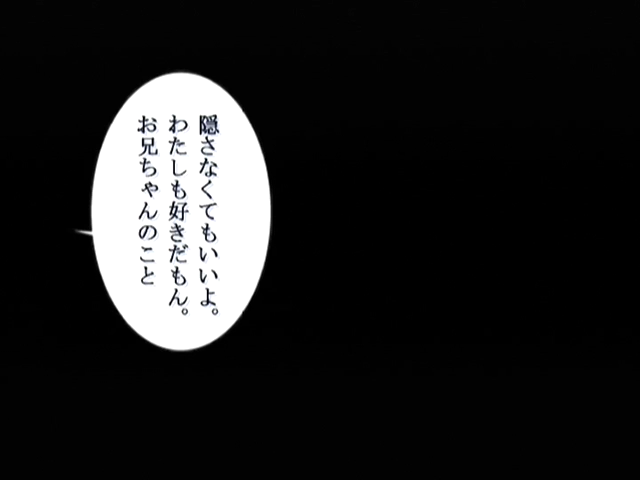 隠さなくてもいいよ。
わたしも好きだもん。
お兄ちゃんのこと